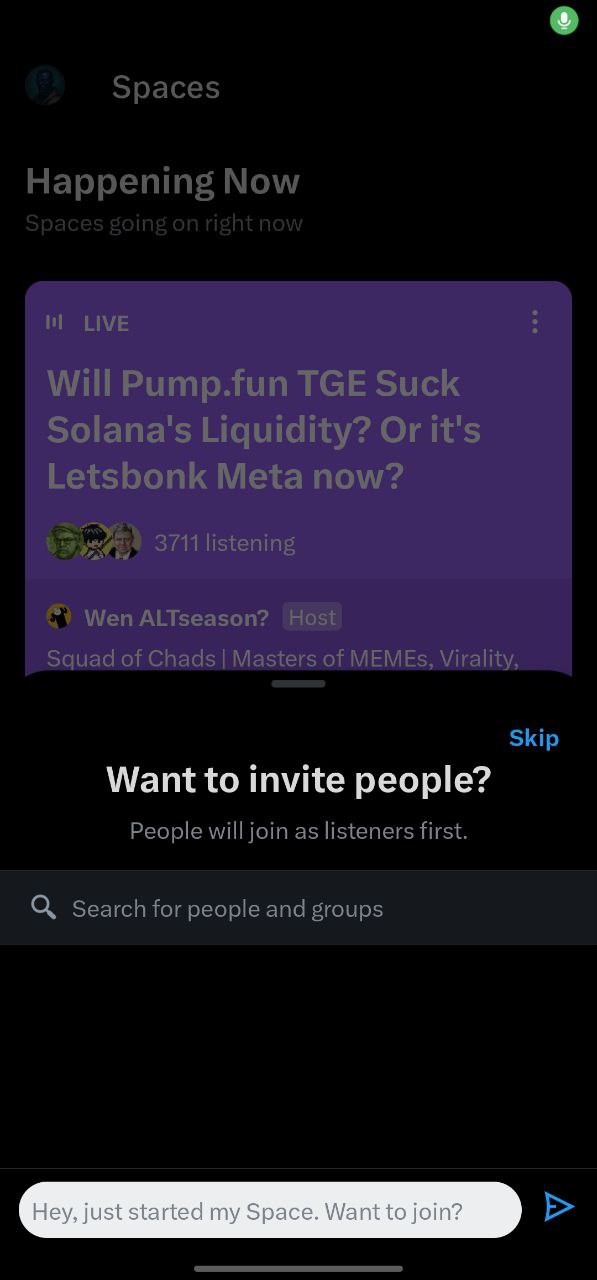 Spaces
Happening Now
Spaces going on right now
LIVE
Will Pump.fun TGE Suck
Solana's Liquidity? Or it's
Letsbonk Meta now?
3711 listening
Wen ALTseason? Host
Squad of Chads | Masters of MEMEs, Virality,
Skip
Want to invite people?
People will join as listeners first.
Search for people and groups
Hey, just started my Space. Want to join?